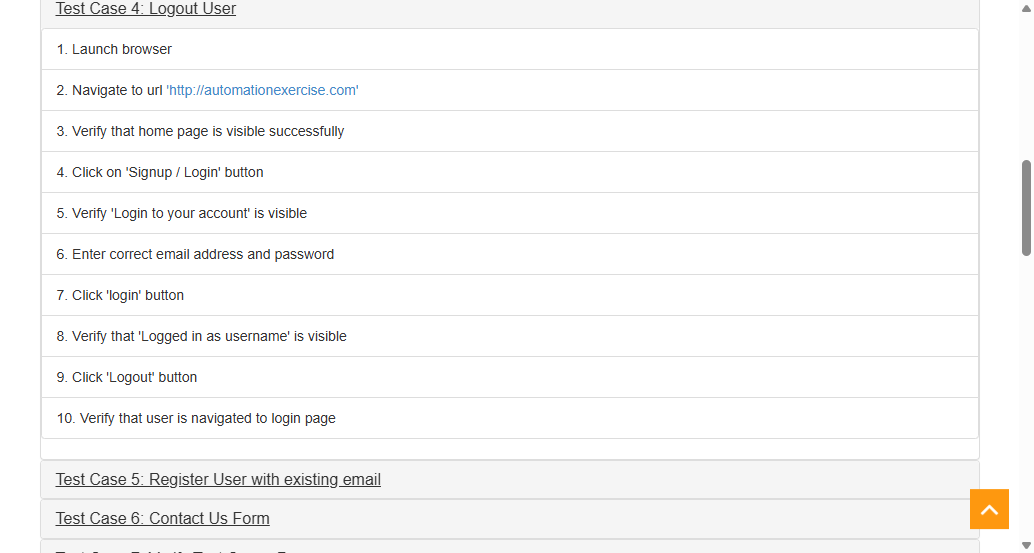 Test Case 4: Logout User
1. Launch browser
2. Navigate to url 'http://automationexercise.com'
3. Verify that home page is visible successfully
4. Click on 'Signup / Login' button
5. Verify 'Login to your account' is visible
6. Enter correct email address and password
7. Click 'login' button
8. Verify that 'Logged in as username' is visible
9. Click 'Logout' button
10. Verify that user is navigated to login page
Test Case 5: Register User with existing email
Test Case 6: Contact Us Form